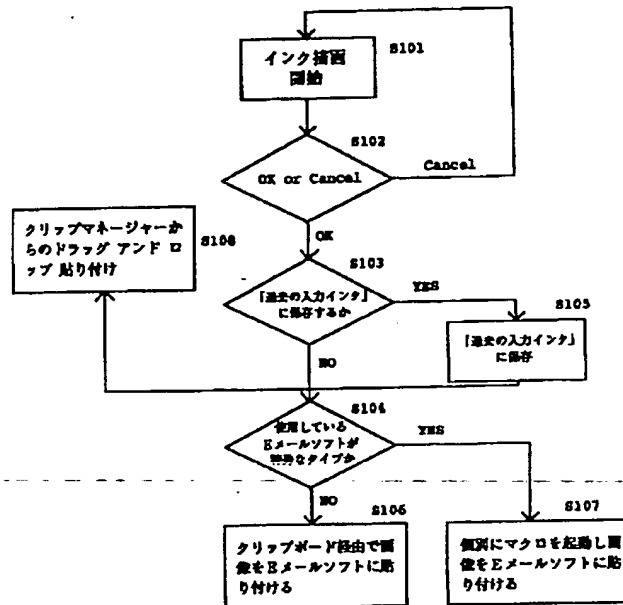 インク描画
開始
S101
S102
OK or Cancel
Cancel
OK
クリップマネージャーか
らのドラッグ アンド ロ
ップ 貼り付け
S108
S103
「過去の入力インク」
に保存するか
YES
S105
「過去の入力インク」
に保存
NO
S104
使用している
Eメールソフトが
特殊なタイプか
YES
NO
S106
クリップボード経由で画
像をEメールソフトに貼
り付ける
S107
個別にマクロを起動し画
像をEメールソフトに貼
り付ける